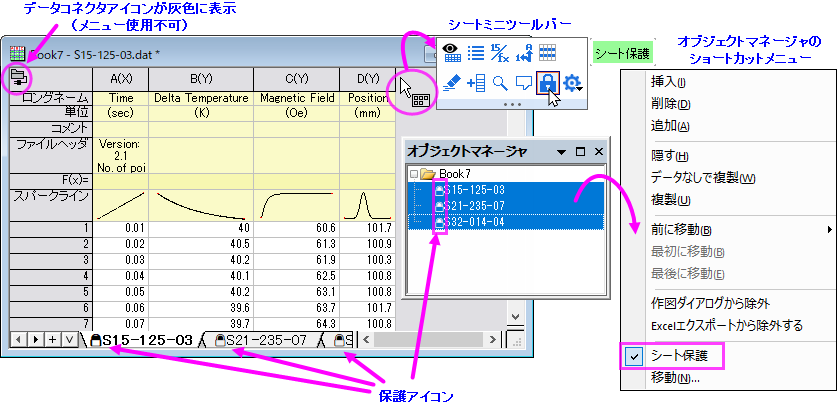 データコネクタアイコンが灰色に表示
（メニュー使用不可）
シートミニツールバー
シート保護
オブジェクトマネージャの
ショートカットメニュー
Book7 - S15-125-03.dat *
A(X) B(Y) C(Y) D(Y)
ロングネーム Time Delta Temperature Magnetic Field Position
単位 (sec) (K) (Oe) (mm)
コメント
ファイルヘッダ Version:
2.1
No. of poi
F(x)=
スパークライン
1 0.01 40 60.6 101.7
2 0.02 40.5 61.3 100.9
3 0.03 40.2 61.9 100.3
4 0.04 40.1 62.5 100.8
5 0.05 40.2 63.1 100.8
6 0.06 39.6 63.7 101.7
7 0.07 39.7 64.3 100.8
S15-125-03 S21-235-07 S
オブジェクトマネージャ
Book7
S15-125-03
S21-235-07
S32-014-04
保護アイコン
挿入(I)
削除(D)
追加(A)
隠す(H)
データなしで複製(W)
複製(U)
前に移動(B)
最初に移動(B)
最後に移動(E)
作図ダイアログから除外
Excelエクスポートから除外する
シート保護
移動(N)...